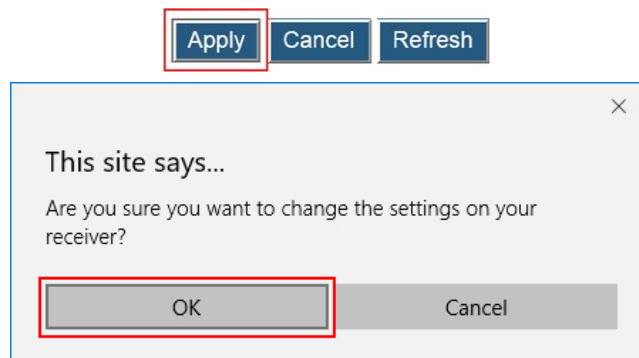 Apply Cancel Refresh
This site says...
Are you sure you want to change the settings on your
receiver?
OK Cancel